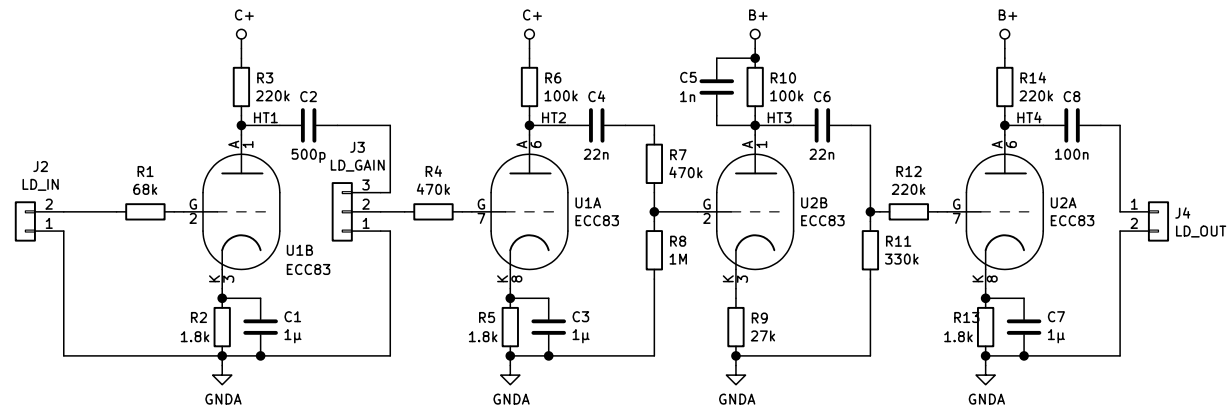 C+
R3
220k
C2
HT1
500p
A
1
J2
LD_IN
2
1
R1
68k
G
2
U1B
ECC83
K
3
R2
1.8k
C1
1µ
GNDA
J3
LD_GAIN
3
2
1
C+
R6
100k
C4
HT2
22n
A
6
R4
470k
G
7
U1A
ECC83
K
8
R5
1.8k
C3
1µ
GNDA
R7
470k
R8
1M
B+
C5
1n
R10
100k
C6
HT3
22n
A
1
G
2
U2B
ECC83
K
3
R9
27k
GNDA
R12
220k
R11
330k
B+
R14
220k
C8
HT4
100n
A
6
G
7
U2A
ECC83
K
8
R13
1.8k
C7
1µ
GNDA
1
2
J4
LD_OUT